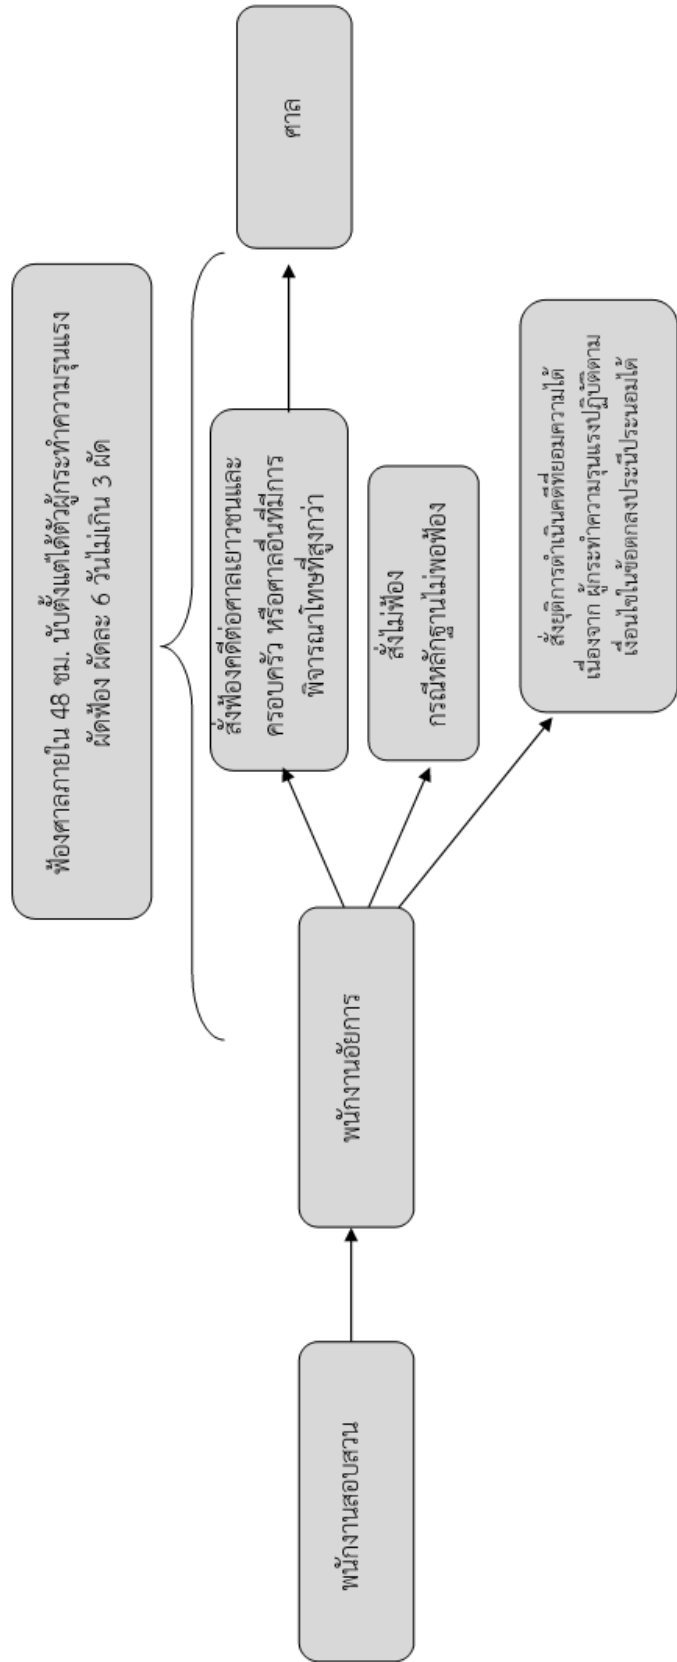 ฟ้องศาลภายใน 48 ชม. นับตั้งแต่ได้ตัวผู้กระทำความรุนแรง
ผัดฟ้อง ผัดละ 6 วันไม่เกิน 3 ผัด
พนักงานสอบสวน
พนักงานอัยการ
สั่งฟ้องคดีต่อศาลเยาวชนและ
ครอบครัว หรือศาลอื่นที่มีการ
พิจารณาโทษที่สูงกว่า
ศาล
สั่งไม่ฟ้อง
กรณีหลักฐานไม่พอฟ้อง
สั่งยุติการดำเนินคดีที่ยอมความได้
เนื่องจาก ผู้กระทำความรุนแรงปฏิบัติตาม
เงื่อนไขในข้อตกลงประนีประนอมได้